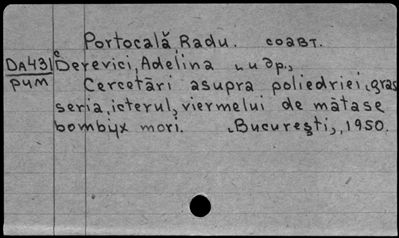 Portocală, Radu. соавт.
DA431 c Derevici, Adelina и др.,
рум Cercetări asupra poliedriei, gras
seria, icterul, viermelui de mătase
bombyx mori. București, 1950.